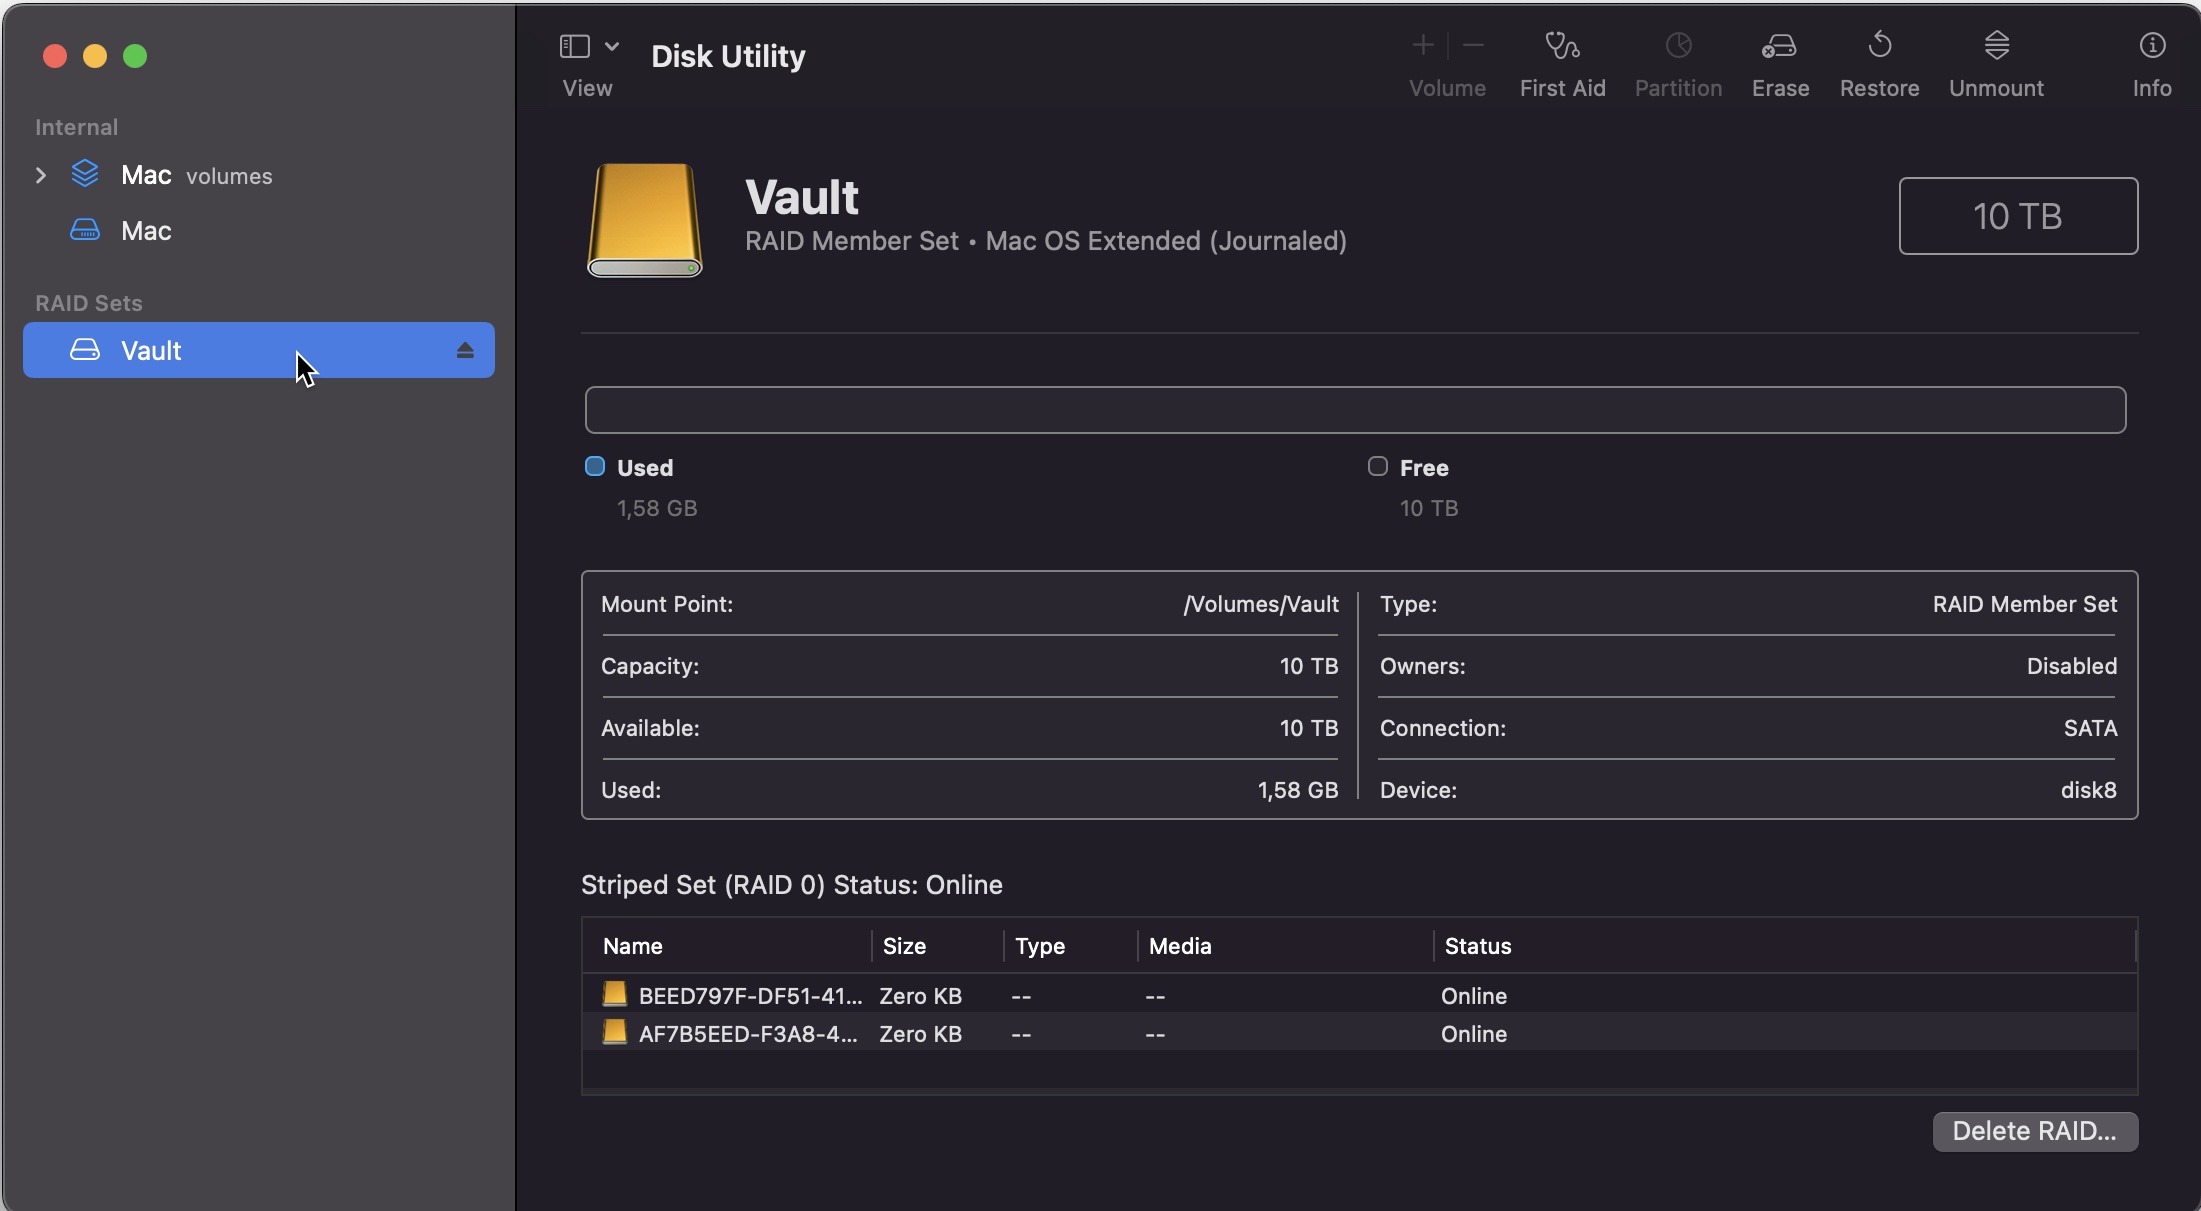 Disk Utility
View
Volume
First Aid
Partition
Erase
Restore
Unmount
Info
Internal
Mac volumes
Mac
RAID Sets
Vault
Vault
RAID Member Set • Mac OS Extended (Journaled)
10 TB
Used
1,58 GB
Free
10 TB
Mount Point: /Volumes/Vault
Capacity: 10 TB
Available: 10 TB
Used: 1,58 GB
Type: RAID Member Set
Owners: Disabled
Connection: SATA
Device: disk8
Striped Set (RAID 0) Status: Online
Name Size Type Media Status
BEED797F-DF51-41... Zero KB -- -- Online
AF7B5EED-F3A8-4... Zero KB -- -- Online
Delete RAID...